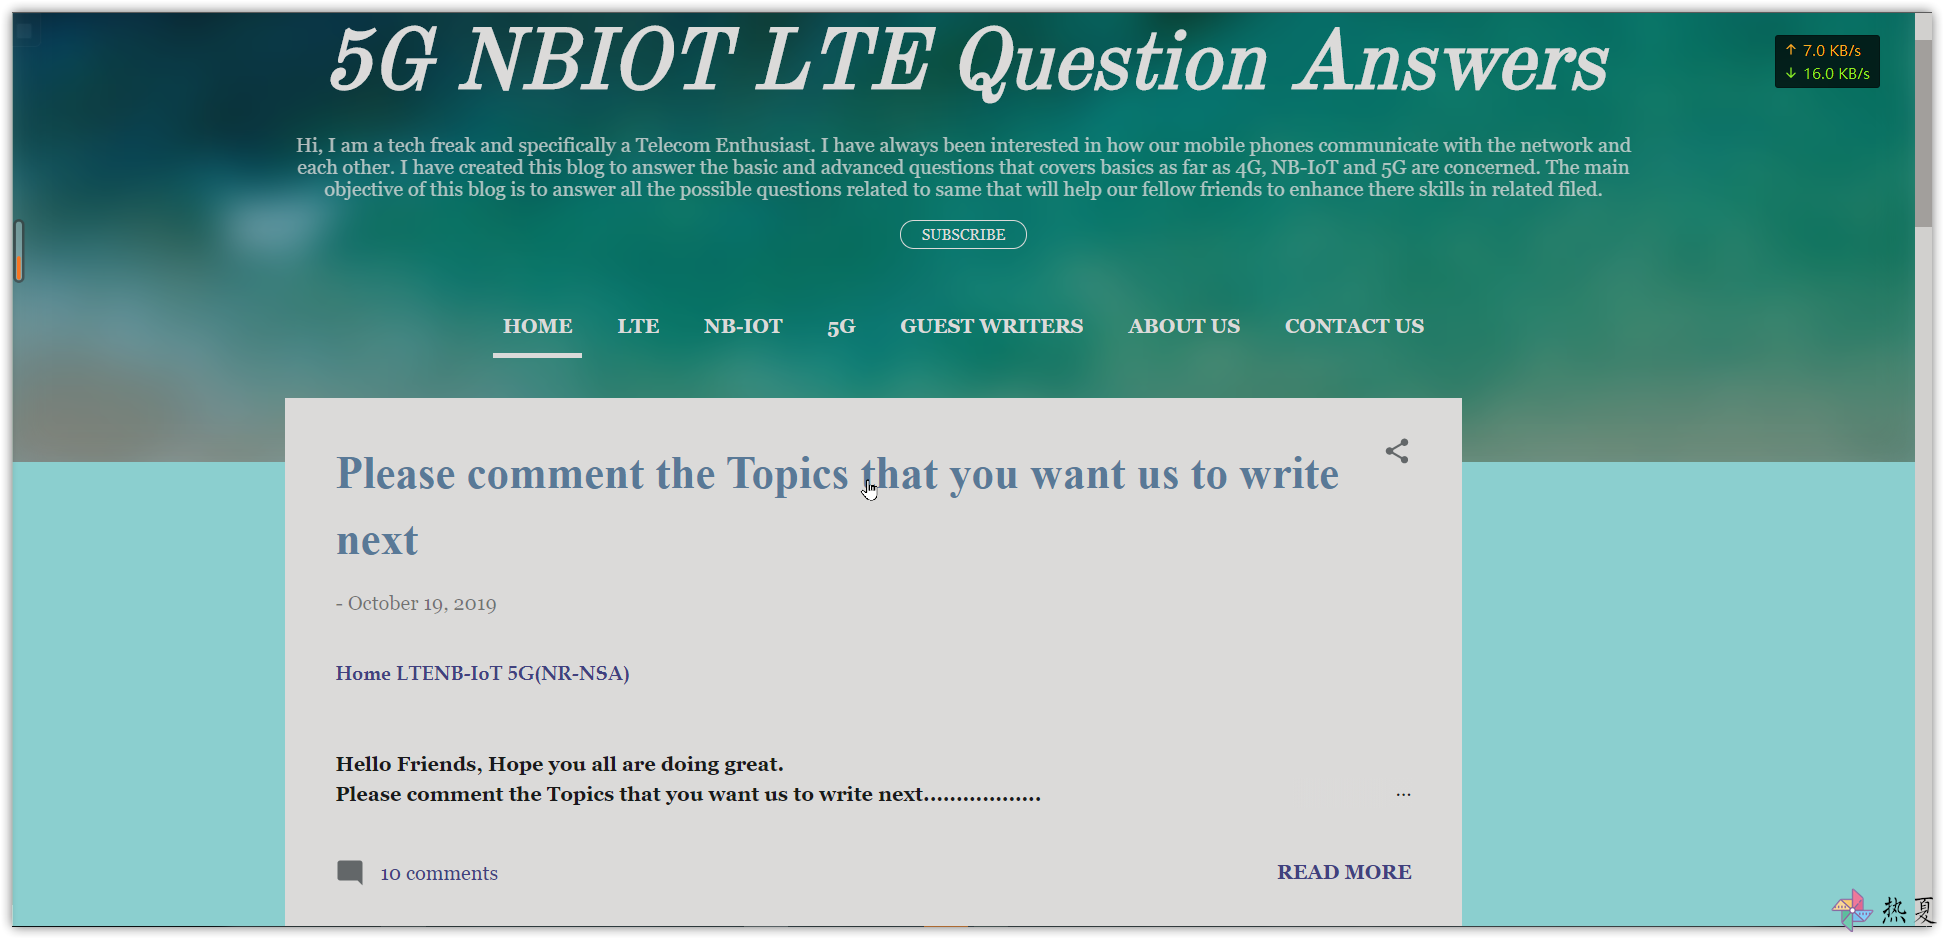 5G NBIOT LTE Question Answers
↑ 7.0 KB/s
↓ 16.0 KB/s
Hi, I am a tech freak and specifically a Telecom Enthusiast. I have always been interested in how our mobile phones communicate with the network and
each other. I have created this blog to answer the basic and advanced questions that covers basics as far as 4G, NB-IoT and 5G are concerned. The main
objective of this blog is to answer all the possible questions related to same that will help our fellow friends to enhance there skills in related filed.
SUBSCRIBE
HOME LTE NB-IOT 5G GUEST WRITERS ABOUT US CONTACT US
Please comment the Topics that you want us to write
next
- October 19, 2019
Home LTENB-IoT 5G(NR-NSA)
Hello Friends, Hope you all are doing great.
Please comment the Topics that you want us to write next.................. ...
10 comments READ MORE
热夏